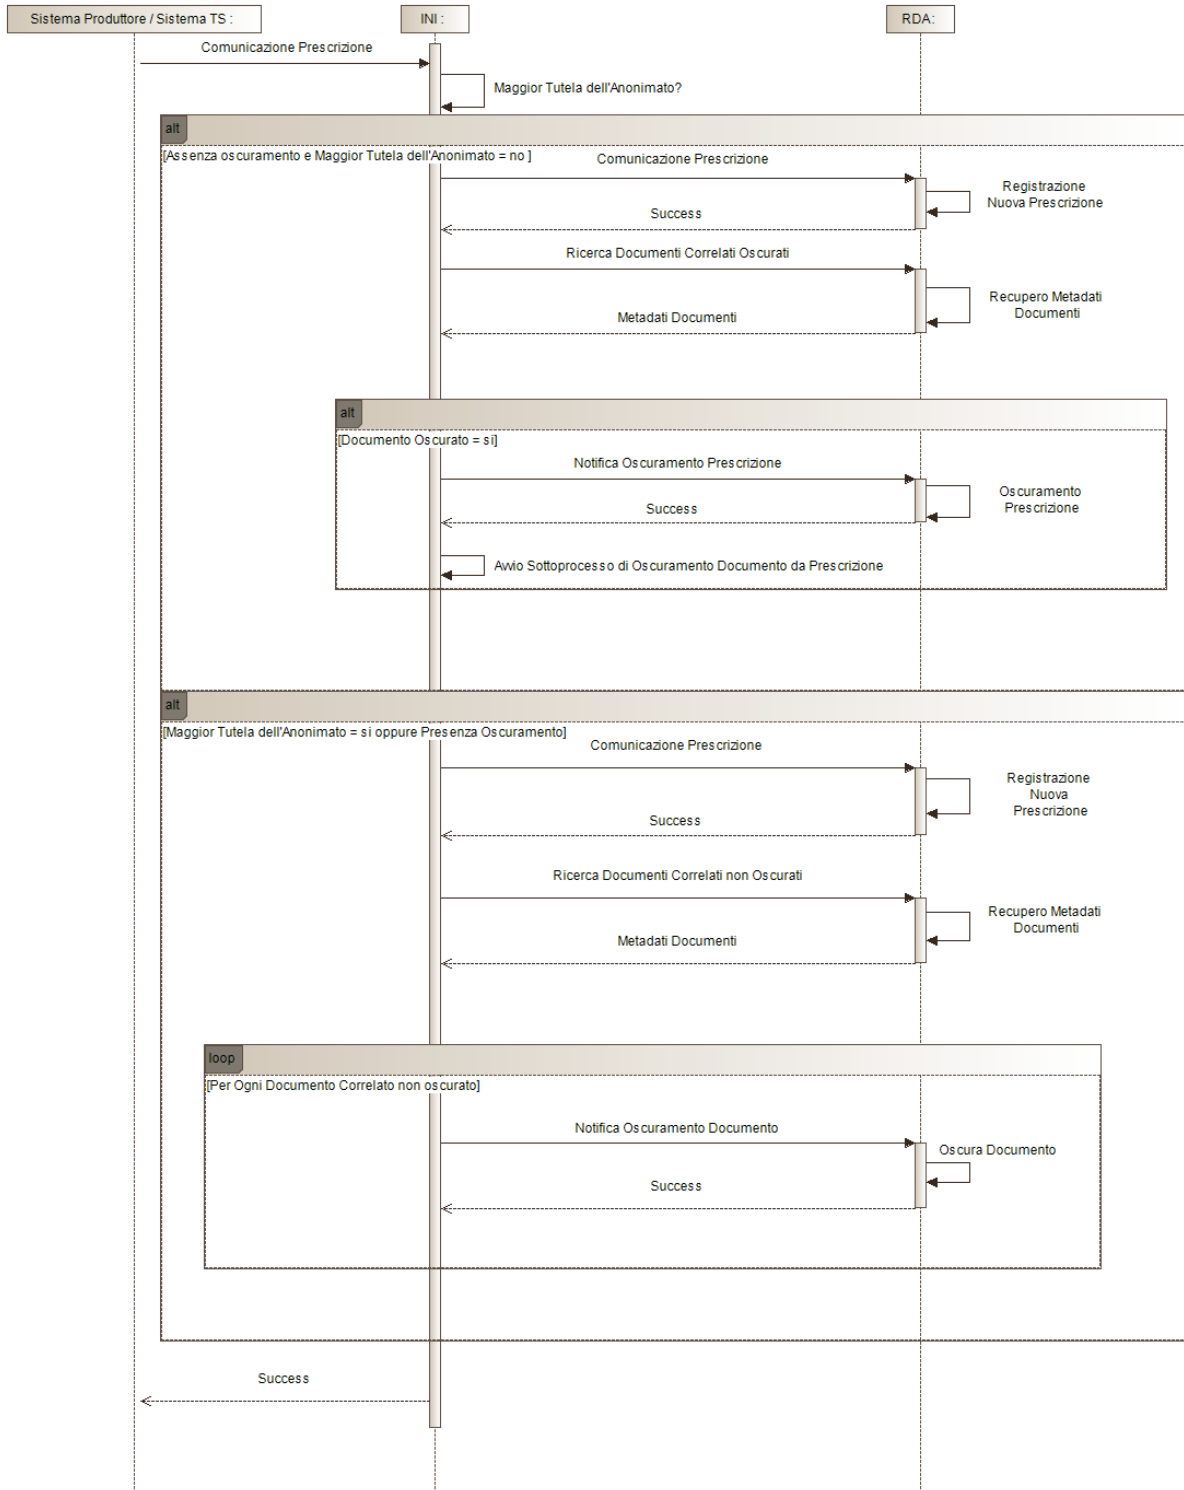 Sistema Produttore / Sistema TS :
INI :
RDA:
Comunicazione Prescrizione
Maggior Tutela dell'Anonimato?
alt
[Assenza oscuramento e Maggior Tutela dell'Anonimato = no ]
Comunicazione Prescrizione
Registrazione
Nuova Prescrizione
Success
Ricerca Documenti Correlati Oscurati
Recupero Metadati
Documenti
Metadati Documenti
alt
[Documento Oscurato = si]
Notifica Oscuramento Prescrizione
Oscuramento
Prescrizione
Success
Avvio Sottoprocesso di Oscuramento Documento da Prescrizione
alt
[Maggior Tutela dell'Anonimato = si oppure Presenza Oscuramento]
Comunicazione Prescrizione
Registrazione
Nuova
Prescrizione
Success
Ricerca Documenti Correlati non Oscurati
Recupero Metadati
Documenti
Metadati Documenti
loop
[Per Ogni Documento Correlato non oscurato]
Notifica Oscuramento Documento
Oscura Documento
Success
Success